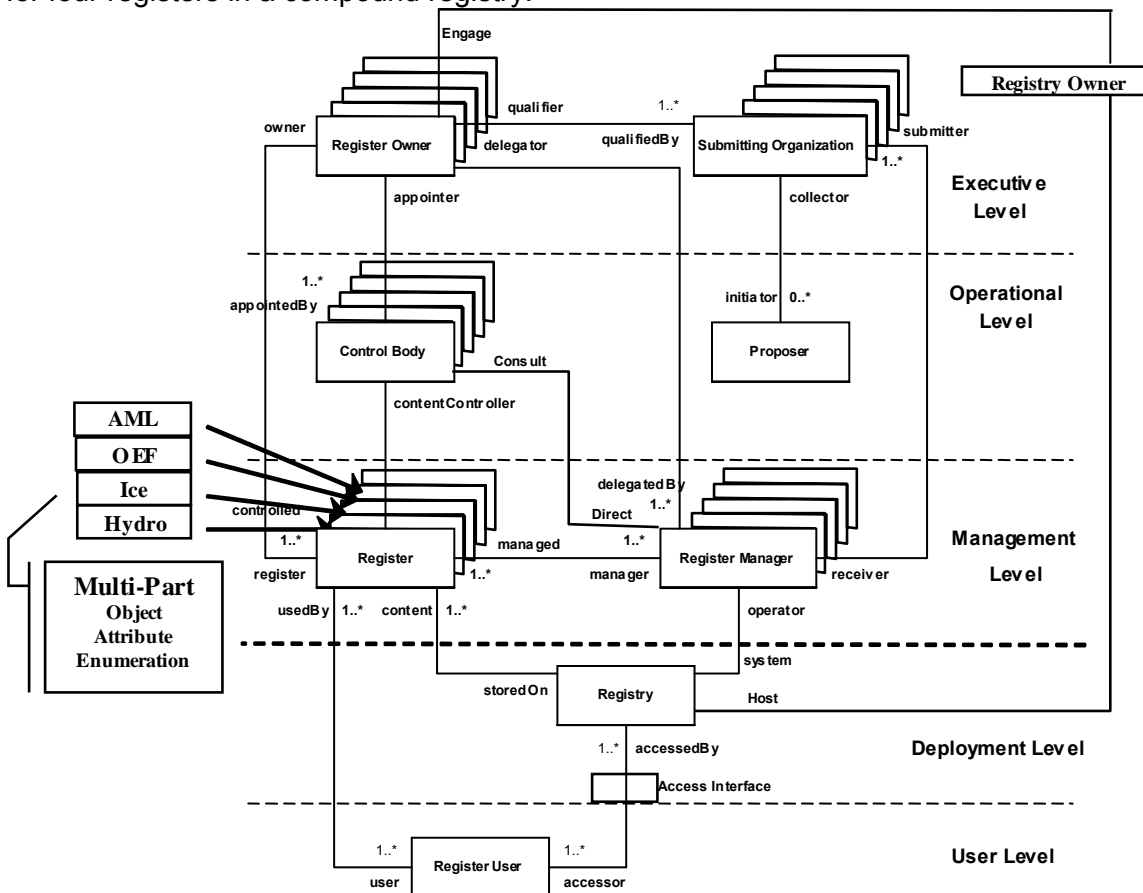 for four registers in a compound registry.
Engage
Registry Owner
qualifier
1..*
owner
Register Owner
delegator
qualifiedBy
Submitting Organization
submitter
1..*
appointer
collector
Executive
Level
1..*
appointedBy
initiator
0..*
Operational
Level
Control Body
Proposer
Consult
contentController
AML
OEF
Ice
Hydro
controlled
delegatedBy
1..*
Direct
1..*
Register
managed
1..*
Register Manager
Management
Level
register
1..*
manager
receiver
Multi-Part
Object
Attribute
Enumeration
usedBy
1..*
content
1..*
operator
system
storedOn
Registry
Host
1..*
accessedBy
Deployment Level
Access Interface
1..*
Register User
1..*
User Level
user
accessor